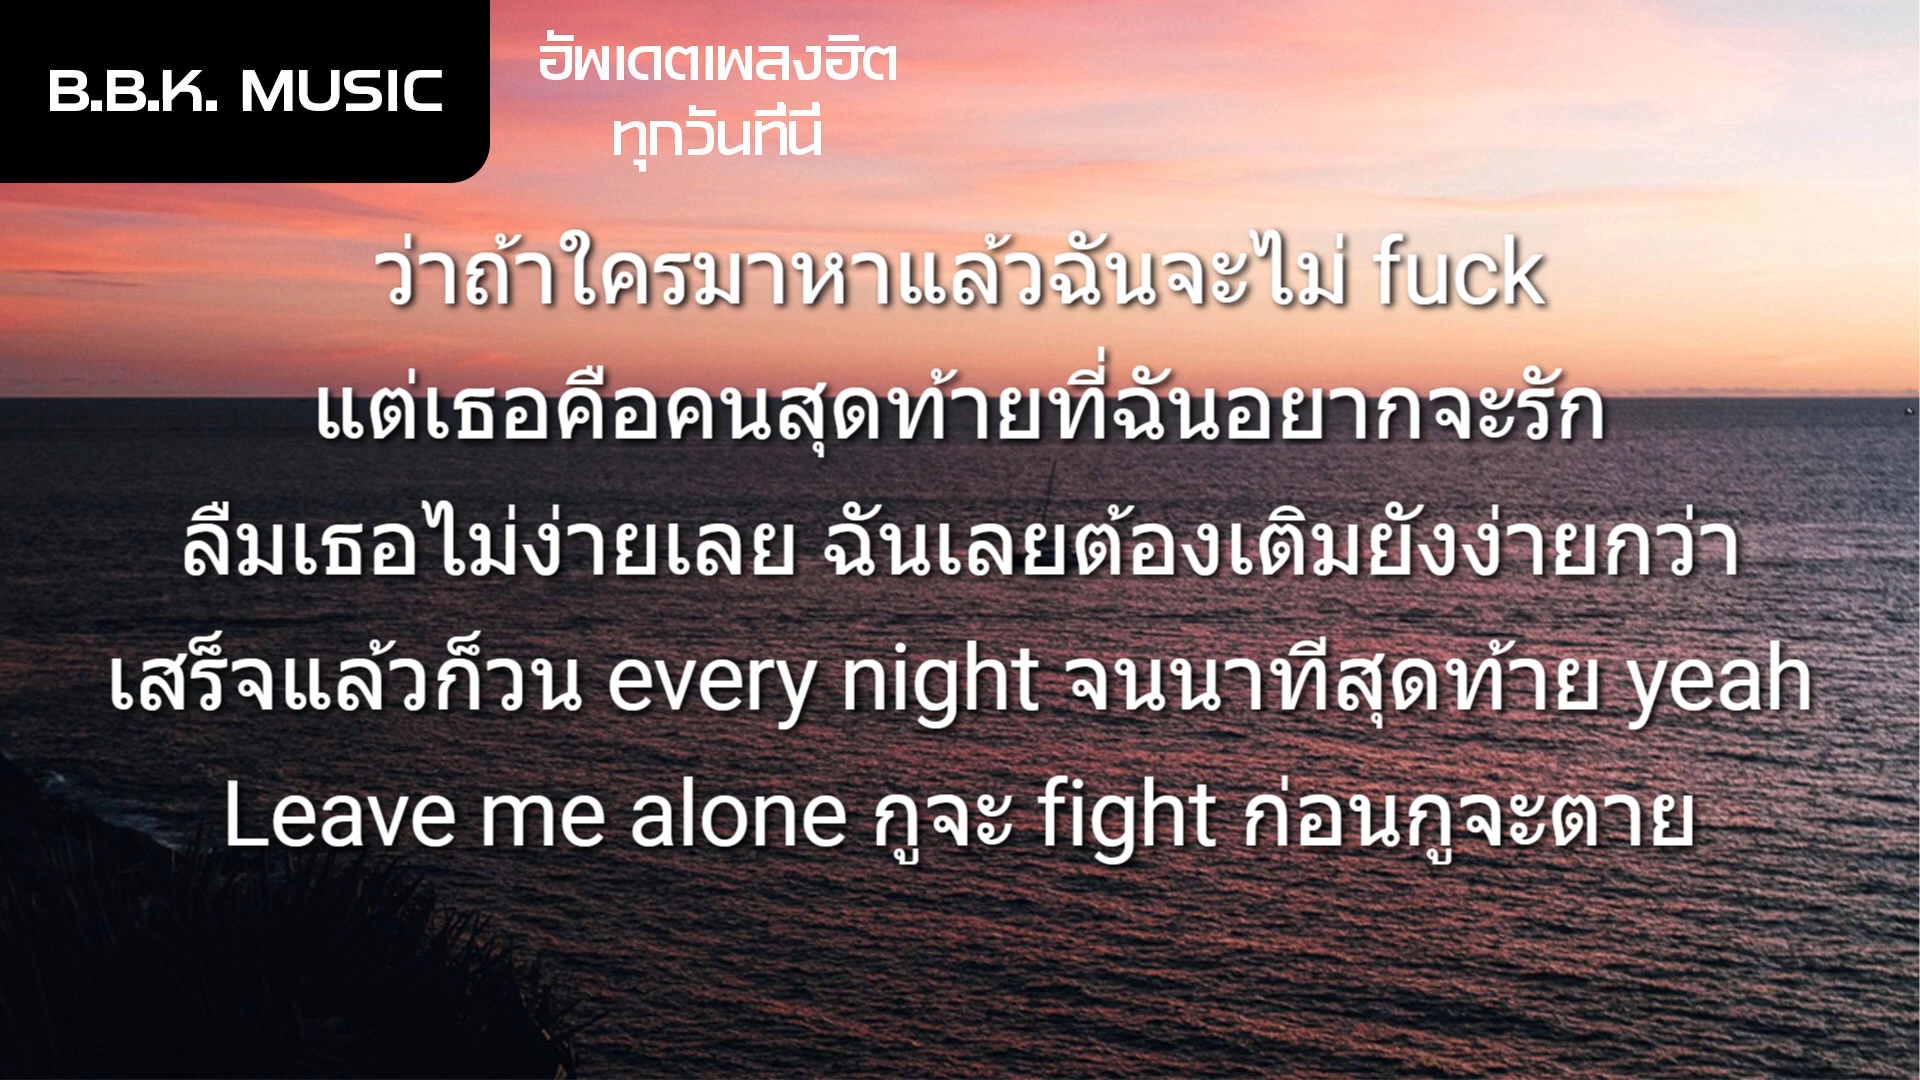 B.B.K. MUSIC
อัพเดตเพลงฮิต
ทุกวันที่นี่
ว่าถ้าใครมาหาแล้วฉันจะไม่ fuck
แต่เธอคือคนสุดท้ายที่ฉันอยากจะรัก
ลืมเธอไม่ง่ายเลย ฉันเลยต้องเติมยังง่ายกว่า
เสร็จแล้วก็วน every night จนนาทีสุดท้าย yeah
Leave me alone กูจะ fight ก่อนกูจะตาย